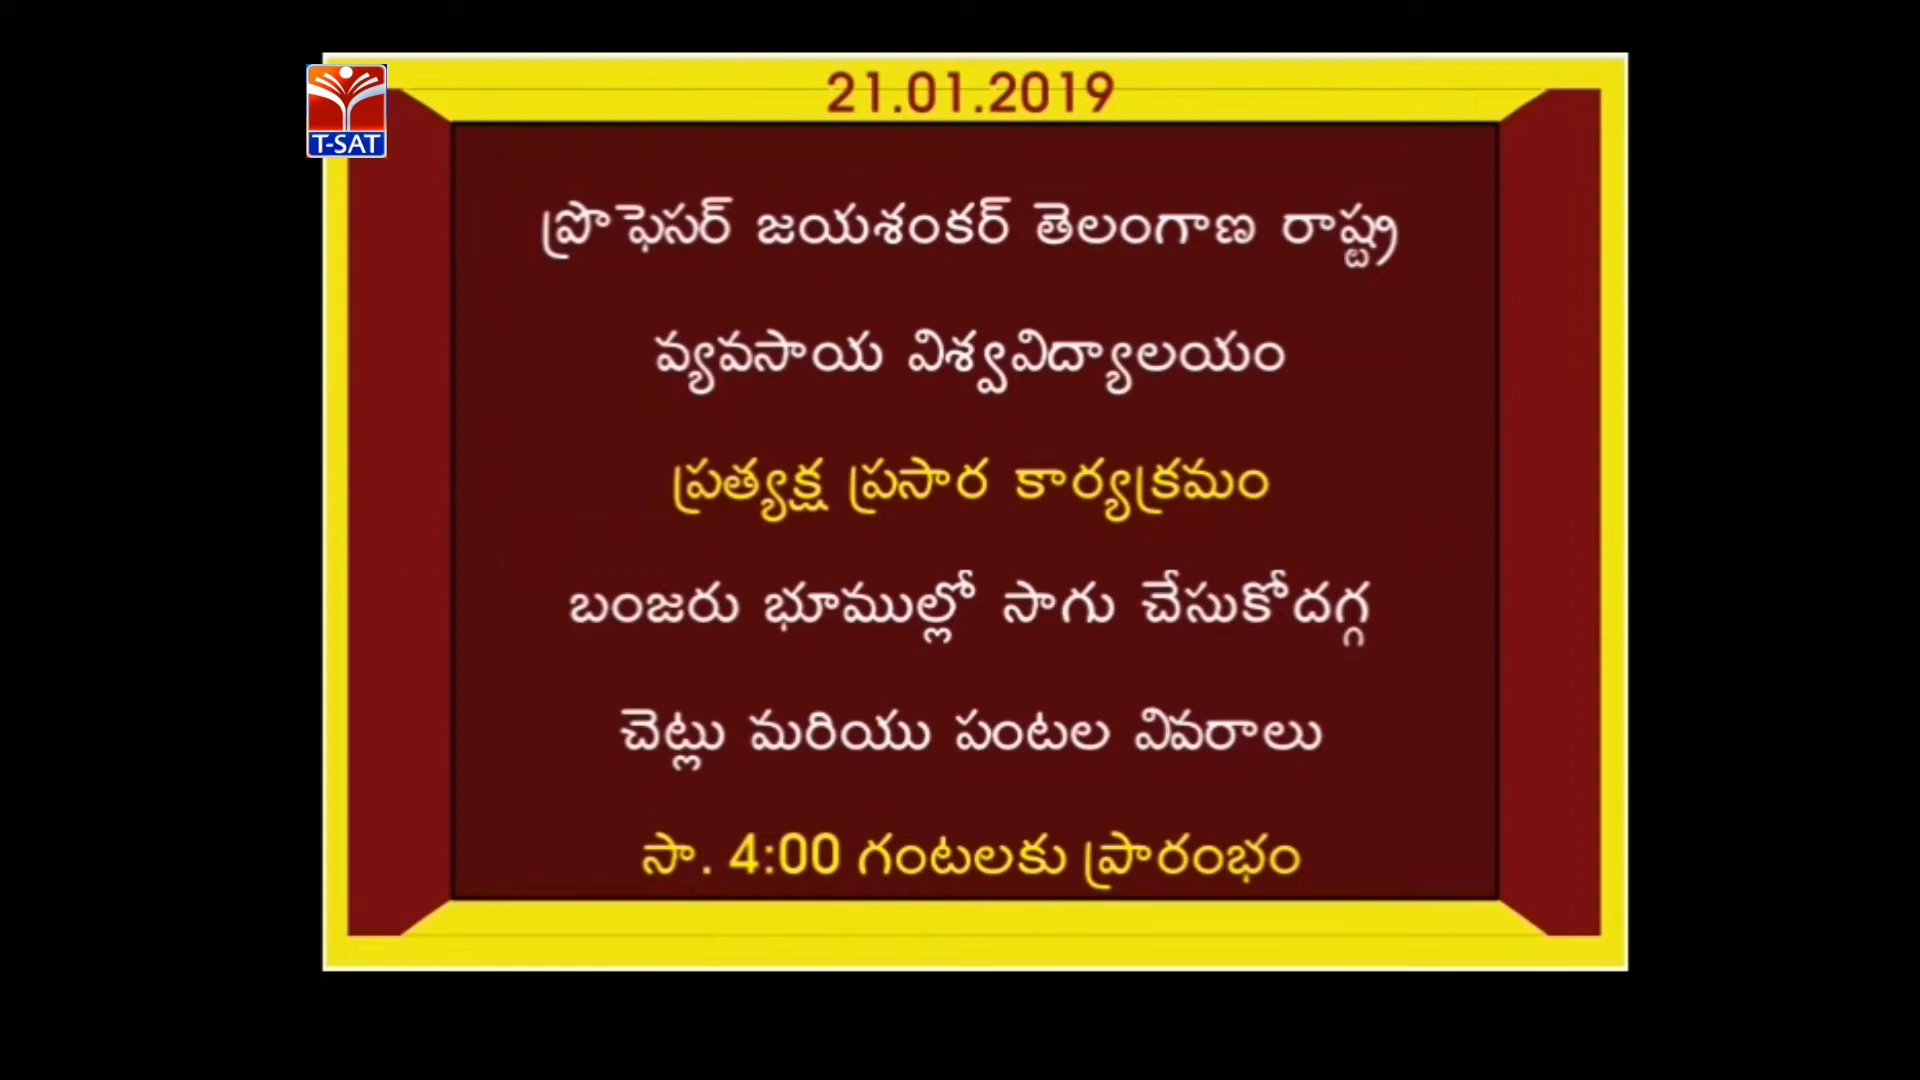 21.01.2019
T-SAT
ప్రొఫెసర్ జయశంకర్ తెలంగాణ రాష్ట్ర
వ్యవసాయ విశ్వవిద్యాలయం
ప్రత్యక్ష ప్రసార కార్యక్రమం
బంజరు భూముల్లో సాగు చేసుకోదగ్గ
చెట్లు మరియు పంటల వివరాలు
సా. 4:00 గంటలకు ప్రారంభం